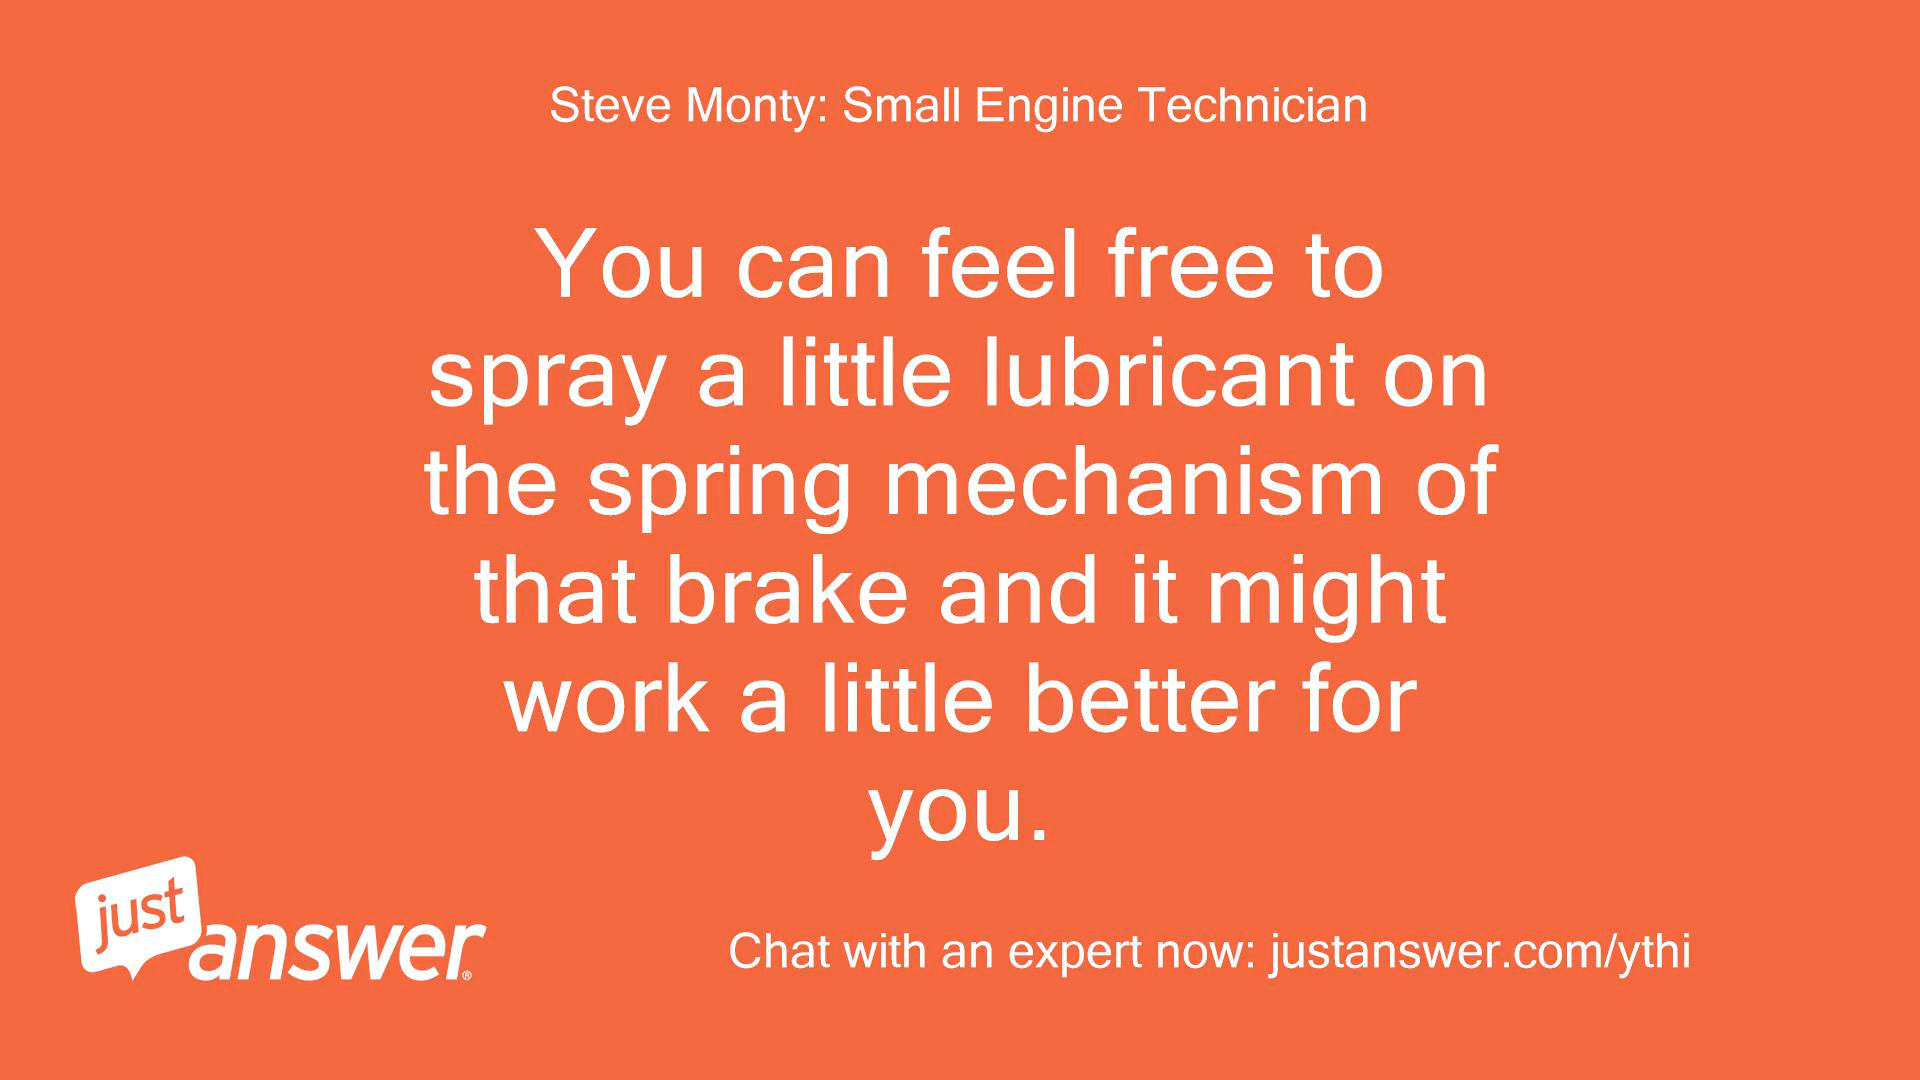 Steve Monty: Small Engine Technician
You can feel free to
spray a little lubricant on
the spring mechanism of
that brake and it might
work a little better for
you.
just
answer®
Chat with an expert now: justanswer.com/ythi